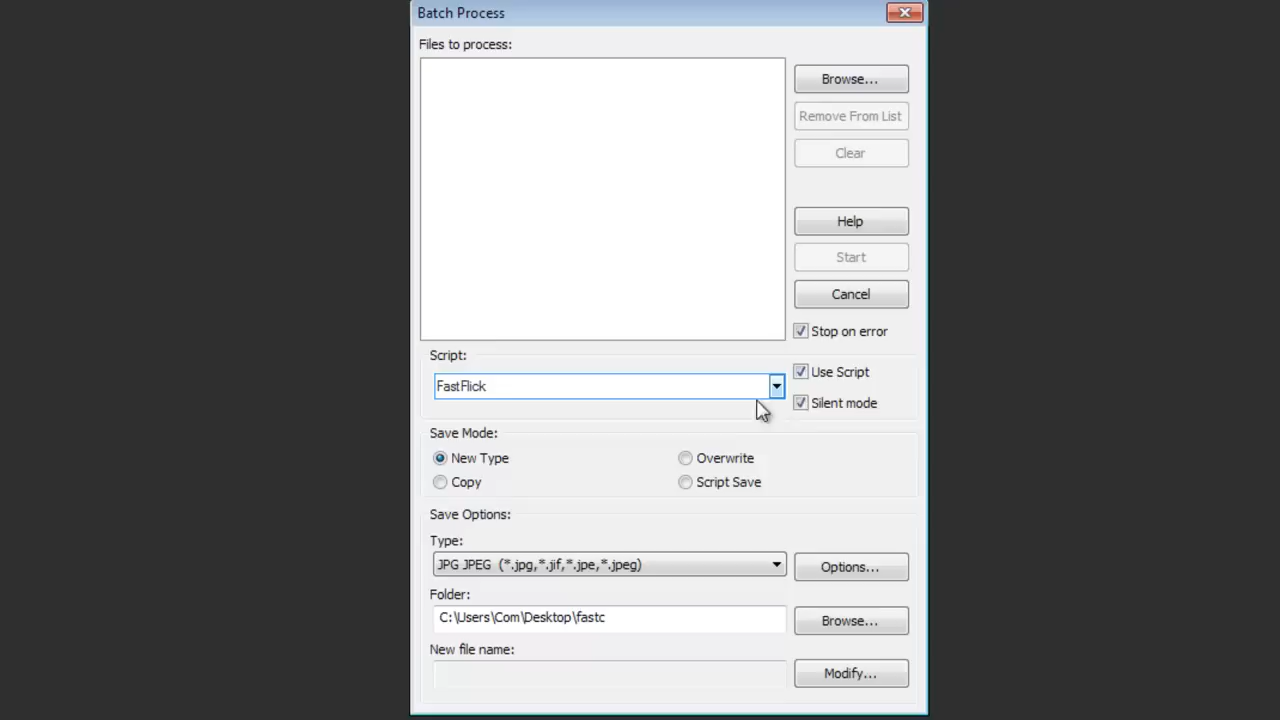 Batch Process
Files to process:
Browse...
Remove From List
Clear
Help
Start
Cancel
Stop on error
Script:
FastFlick
Use Script
Silent mode
Save Mode:
New Type
Overwrite
Copy
Script Save
Save Options:
Type:
JPG JPEG (*.jpg,*.jif,*.jpe,*.jpeg)
Options...
Folder:
C:\Users\Com\Desktop\fastc
Browse...
New file name:
Modify...